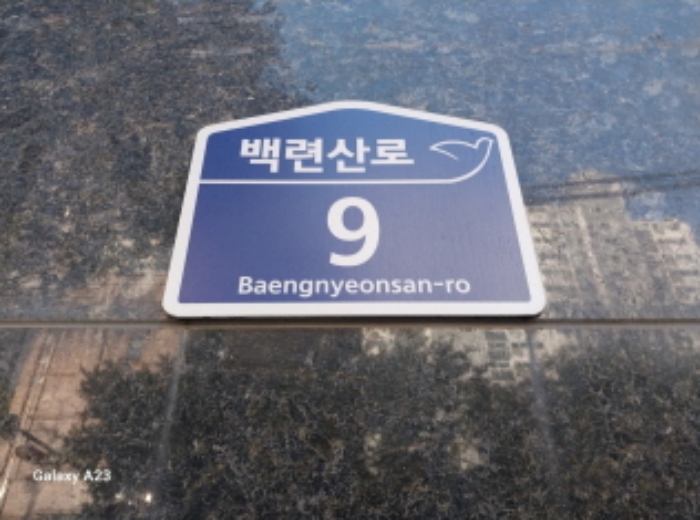 백련산로
9
Baengnyeonsan-ro
Galaxy A23